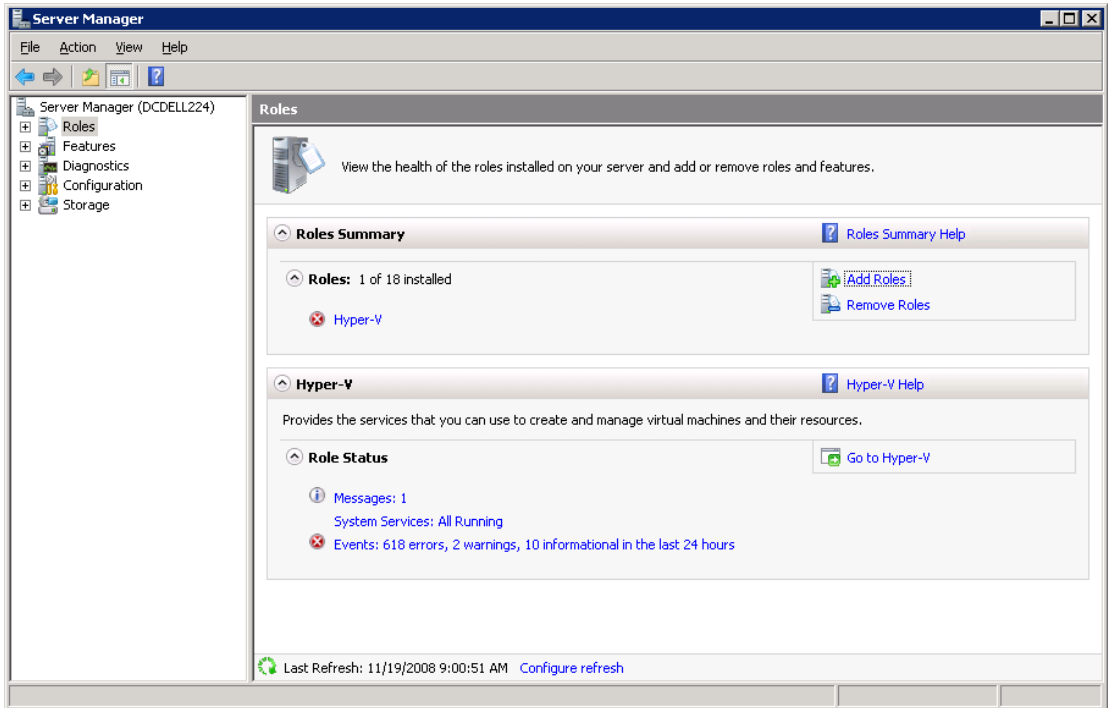 Server Manager
File Action View Help
Server Manager (DCDELL224)
Roles
Features
Diagnostics
Configuration
Storage
Roles
View the health of the roles installed on your server and add or remove roles and features.
Roles Summary
Roles Summary Help
Roles: 1 of 18 installed
Add Roles
Remove Roles
Hyper-V
Hyper-V
Hyper-V Help
Provides the services that you can use to create and manage virtual machines and their resources.
Role Status
Go to Hyper-V
Messages: 1
System Services: All Running
Events: 618 errors, 2 warnings, 10 informational in the last 24 hours
Last Refresh: 11/19/2008 9:00:51 AM Configure refresh